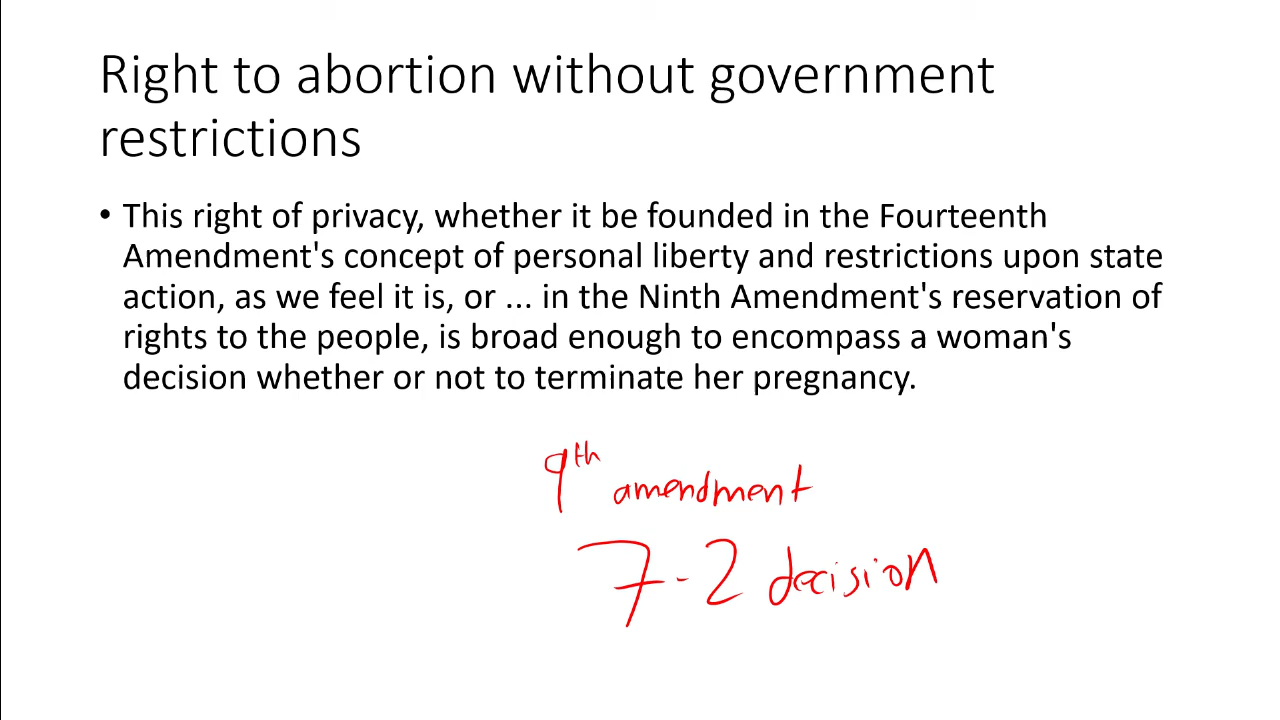 Right to abortion without government
restrictions
• This right of privacy, whether it be founded in the Fourteenth
Amendment's concept of personal liberty and restrictions upon state
action, as we feel it is, or ... in the Ninth Amendment's reservation of
rights to the people, is broad enough to encompass a woman's
decision whether or not to terminate her pregnancy.
9th amendment
7-2 decision